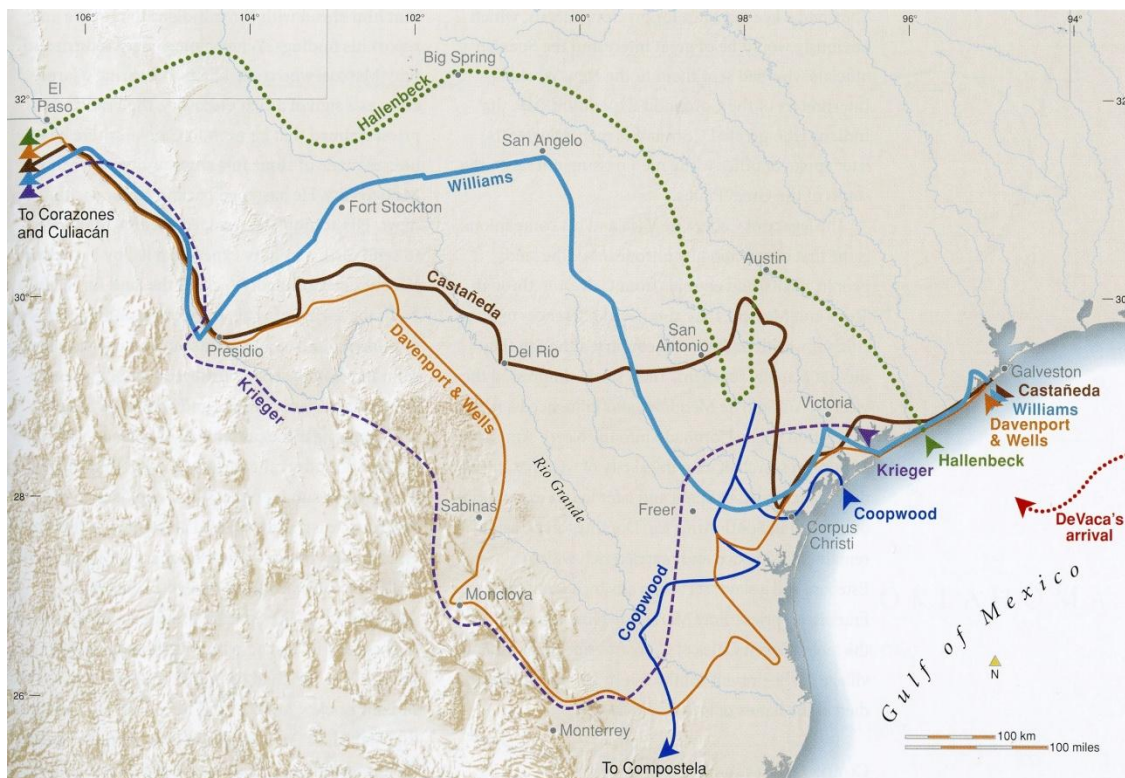 106
104
102
100
98
96
94
Big Spring
El
Paso
32
32
Hallenbeck
San Angelo
Williams
To Corazones
and Culiacán
Fort Stockton
Austin
30
30
Castañeda
San
Antonio
Presidio
Del Rio
Galveston
Davenport
& Wells
Castañeda
Williams
Krieger
Victoria
Davenport
& Wells
Krieger
Hallenbeck
Rio Grande
28
Sabinas
Freer
Coopwood
DeVaca's
arrival
Corpus
Christi
Coopwood
Monclova
Gulf of Mexico
26
N
Monterrey
100 km
100 miles
To Compostela